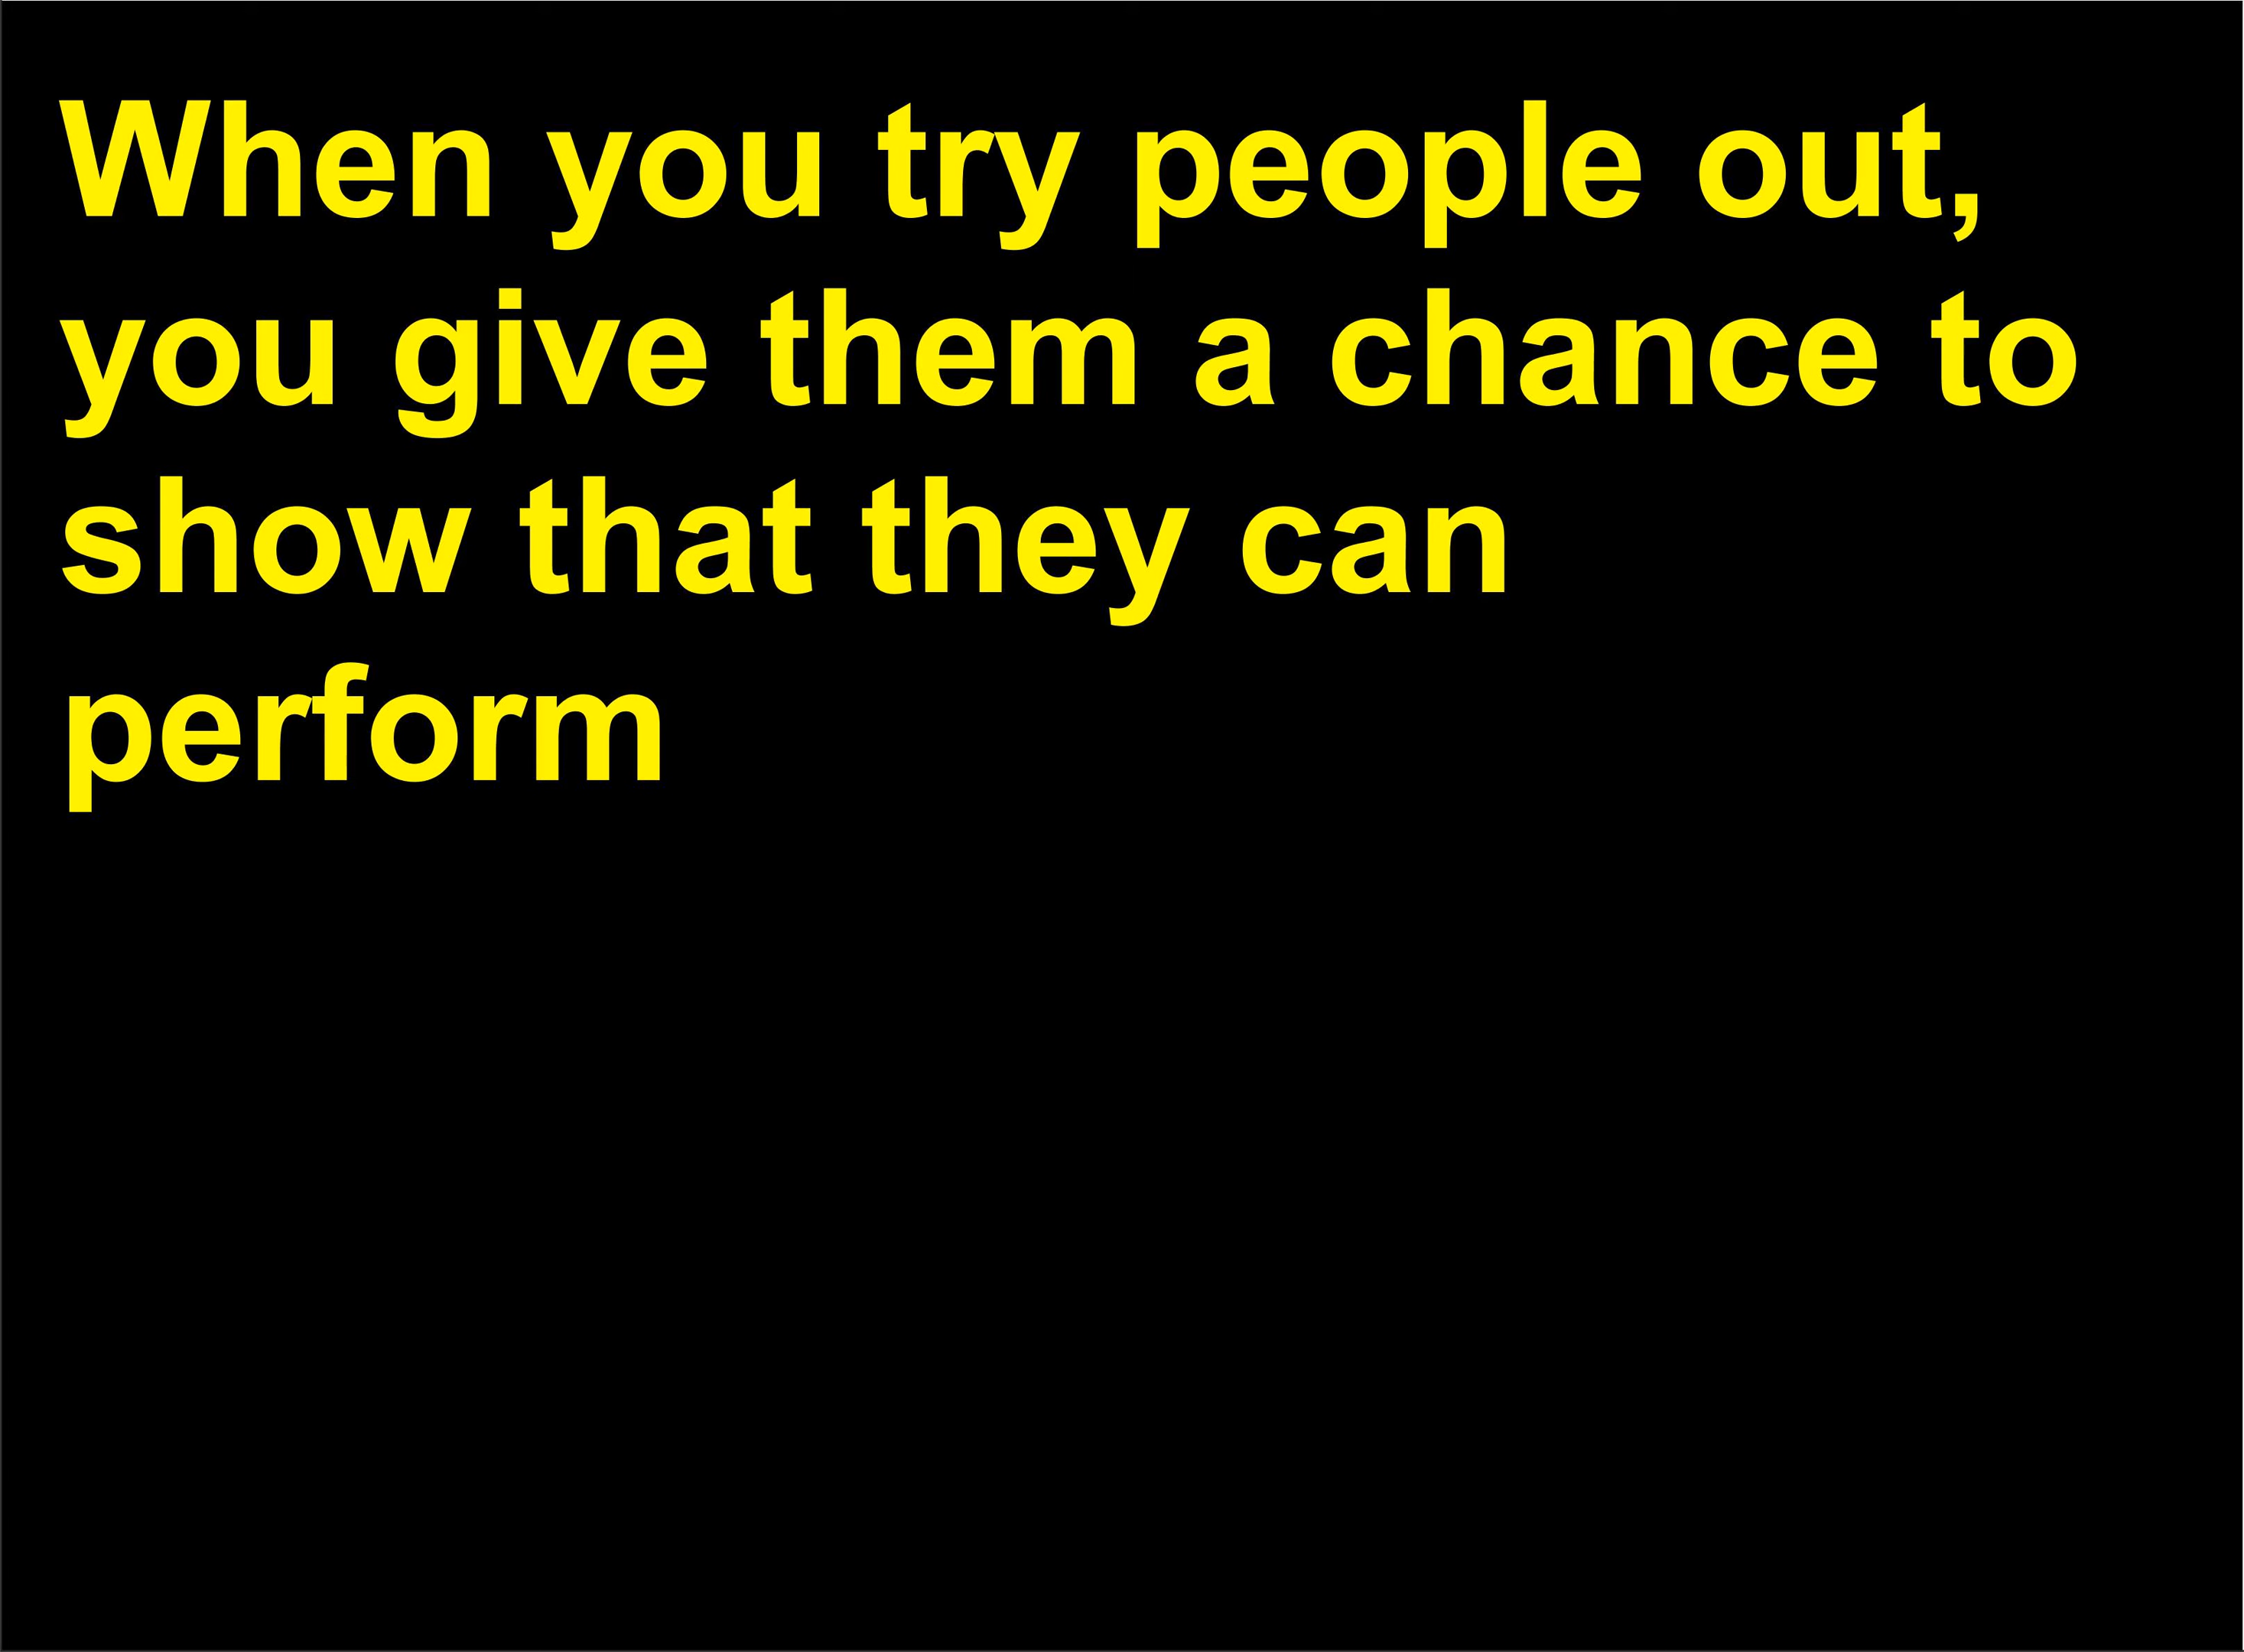 When you try people out,
you give them a chance to
show that they can
perform